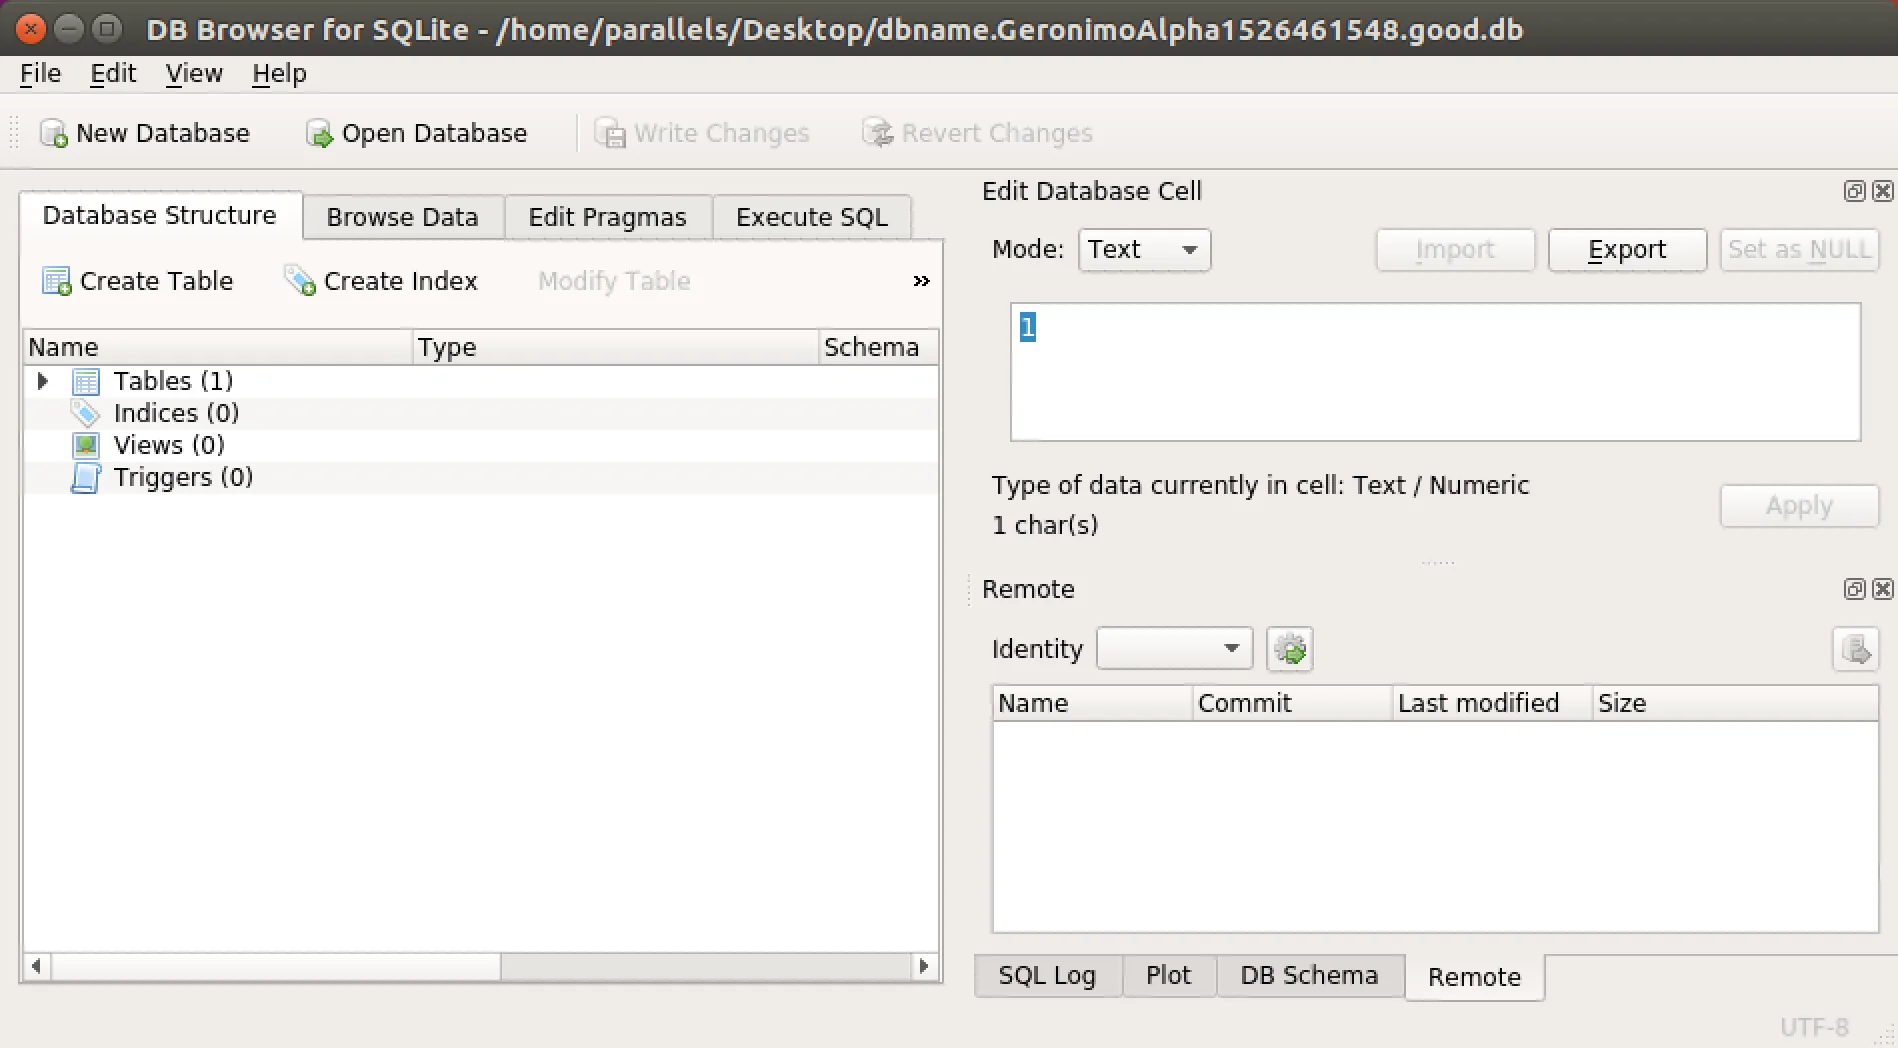 DB Browser for SQLite - /home/parallels/Desktop/dbname.GeronimoAlpha1526461548.good.db
File Edit View Help
New Database Open Database Write Changes Revert Changes
Database Structure Browse Data Edit Pragmas Execute SQL
Create Table Create Index Modify Table »
Name Type Schema
Tables (1)
Indices (0)
Views (0)
Triggers (0)
Edit Database Cell
Mode: Text Import Export Set as NULL
1
Type of data currently in cell: Text / Numeric
1 char(s)
Apply
Remote
Identity
Name Commit Last modified Size
SQL Log Plot DB Schema Remote
UTF-8